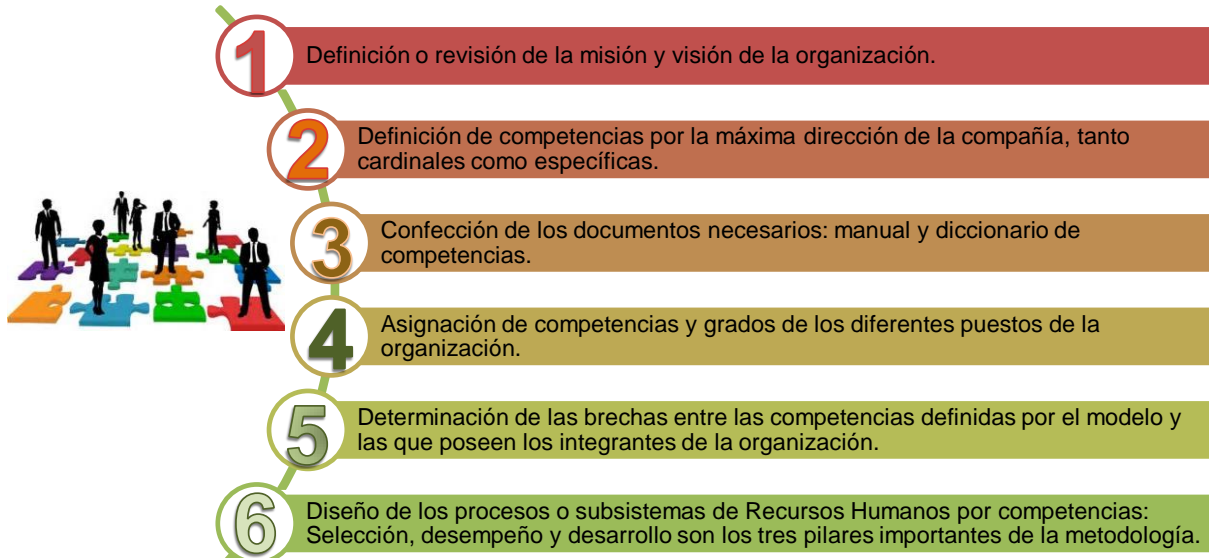 1
Definición o revisión de la misión y visión de la organización.
2
Definición de competencias por la máxima dirección de la compañía, tanto
cardinales como específicas.
3
Confección de los documentos necesarios: manual y diccionario de
competencias.
4
Asignación de competencias y grados de los diferentes puestos de la
organización.
5
Determinación de las brechas entre las competencias definidas por el modelo y
las que poseen los integrantes de la organización.
6
Diseño de los procesos o subsistemas de Recursos Humanos por competencias:
Selección, desempeño y desarrollo son los tres pilares importantes de la metodología.